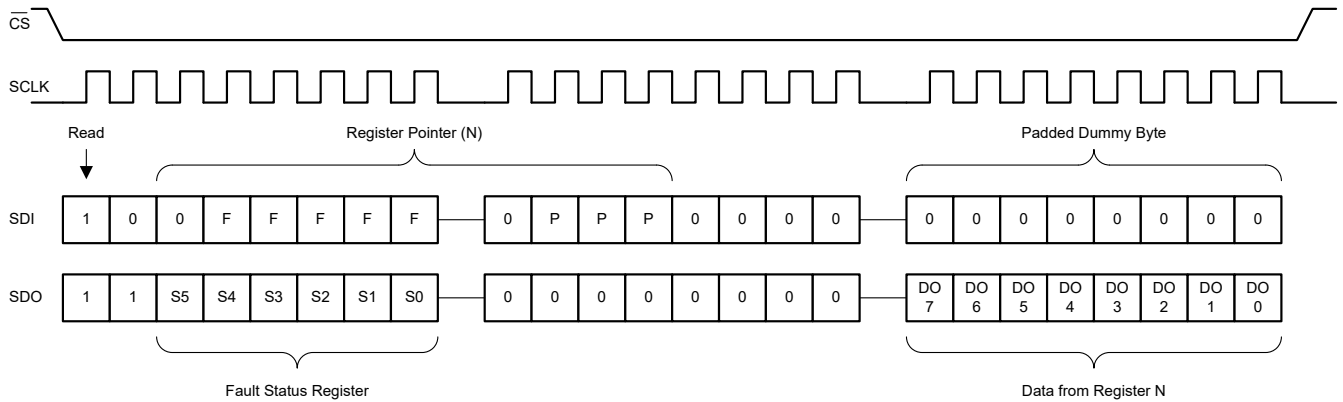 CS
SCLK
Read Register Pointer (N) Padded Dummy Byte
SDI 1 0 0 F F F F F 0 P P P 0 0 0 0 0 0 0 0 0 0 0 0
SDO 1 1 S5 S4 S3 S2 S1 S0 0 0 0 0 0 0 0 0 DO 7 DO 6 DO 5 DO 4 DO 3 DO 2 DO 1 DO 0
Fault Status Register Data from Register N